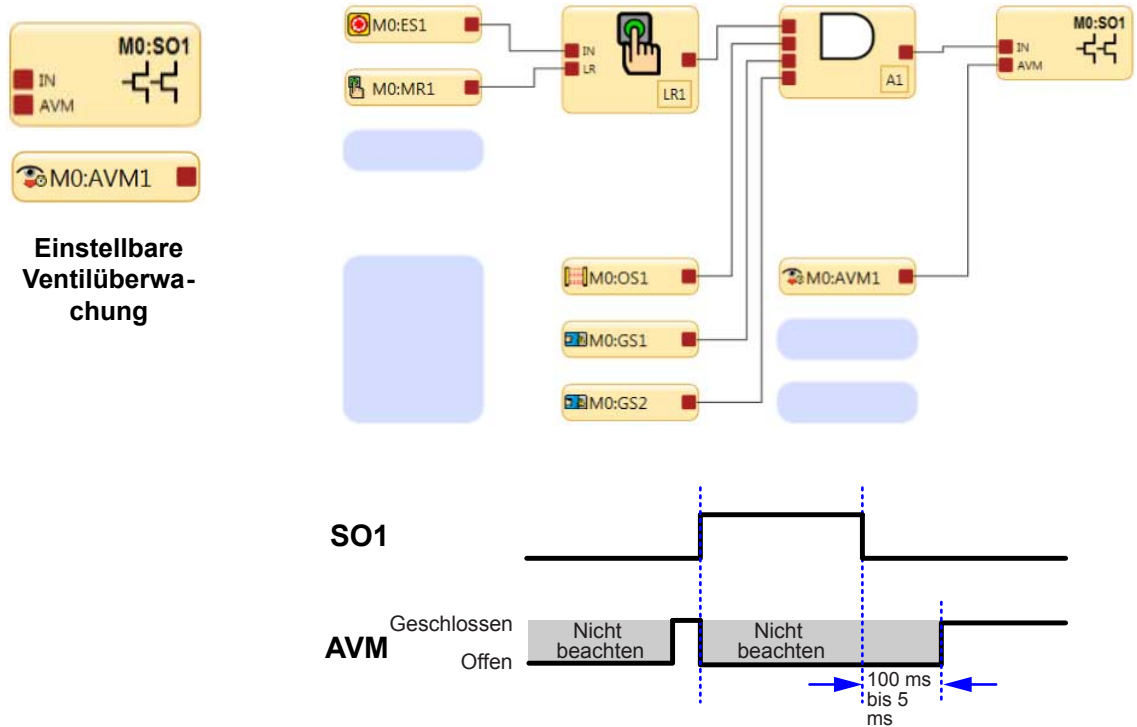 M0:SO1
IN
AVM
M0:AVM1
Einstellbare
Ventilüberwa-
chung
M0:ES1
M0:MR1
IN
LR
LR1
A1
M0:SO1
IN
AVM
M0:OS1
M0:GS1
M0:GS2
M0:AVM1
SO1
AVM
Geschlossen
Offen
Nicht
beachten
Nicht
beachten
100 ms
bis 5
ms